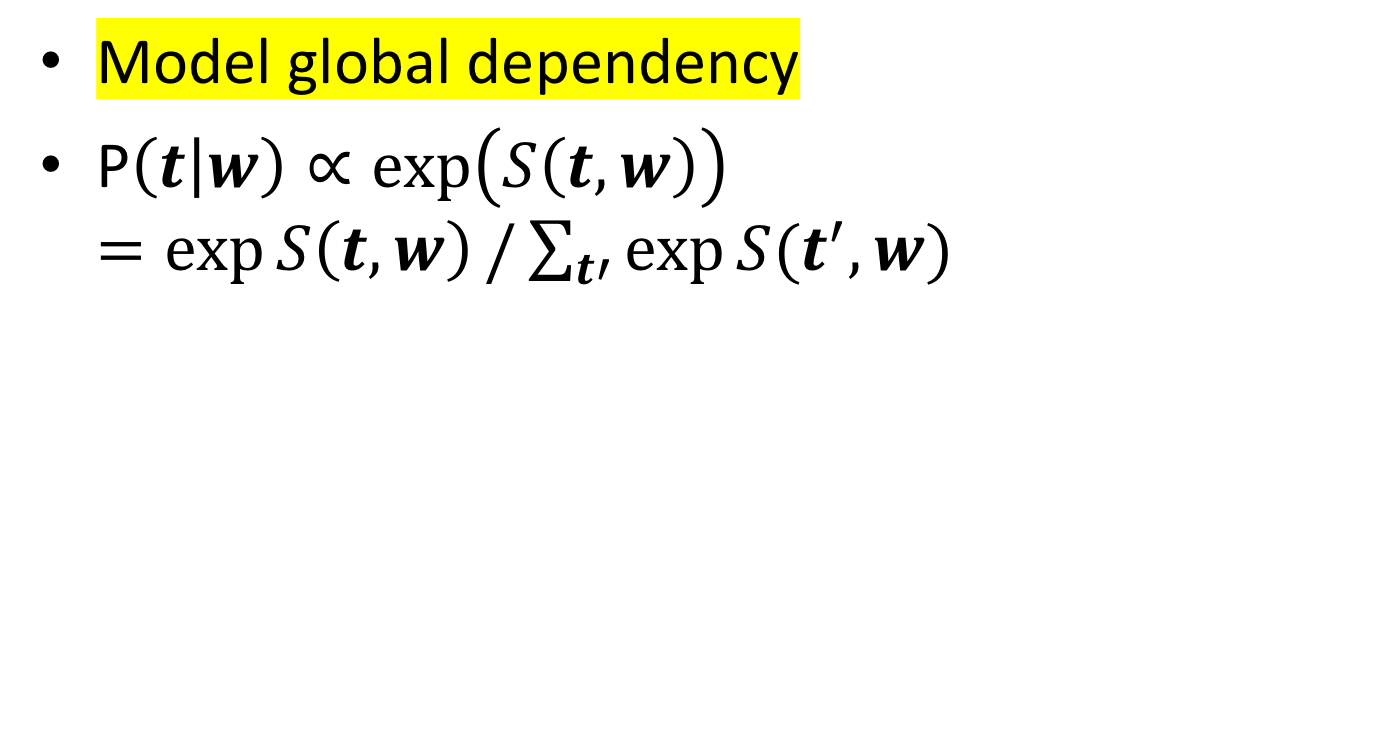 • Model global dependency
• P(𝒕|𝒘) ∝ exp(𝑆(𝒕, 𝒘))
= exp 𝑆(𝒕, 𝒘) / ∑𝒕′ exp 𝑆(𝒕′, 𝒘)